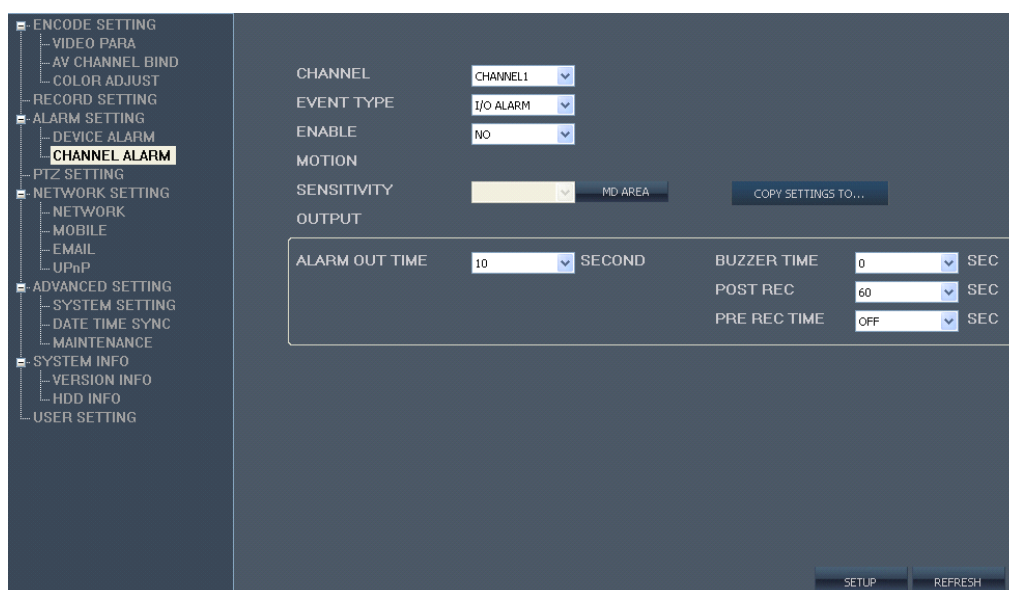 ENCODE SETTING
VIDEO PARA
AV CHANNEL BIND
COLOR ADJUST
RECORD SETTING
ALARM SETTING
DEVICE ALARM
CHANNEL ALARM
PTZ SETTING
NETWORK SETTING
NETWORK
MOBILE
EMAIL
UPnP
ADVANCED SETTING
SYSTEM SETTING
DATE TIME SYNC
MAINTENANCE
SYSTEM INFO
VERSION INFO
HDD INFO
USER SETTING
CHANNEL CHANNEL1
EVENT TYPE I/O ALARM
ENABLE NO
MOTION
SENSITIVITY MD AREA COPY SETTINGS TO...
OUTPUT
ALARM OUT TIME 10 SECOND BUZZER TIME 0 SEC
POST REC 60 SEC
PRE REC TIME OFF SEC
SETUP REFRESH